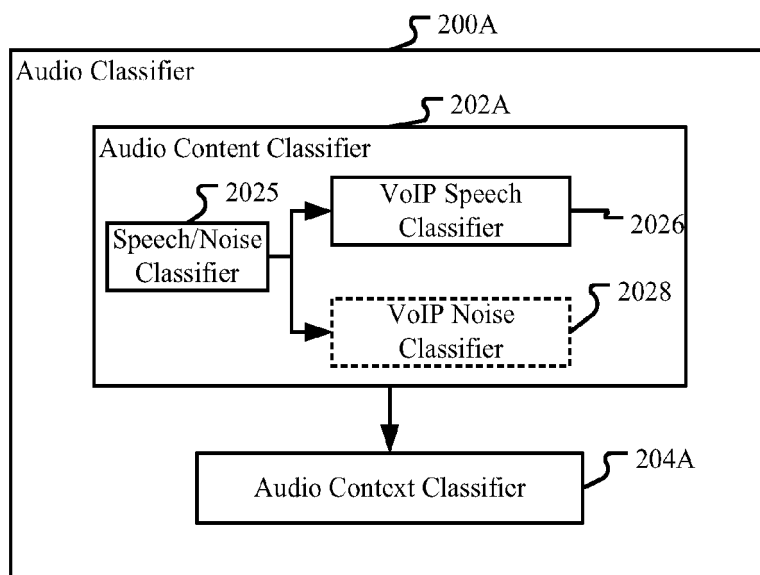 200A
Audio Classifier
202A
Audio Content Classifier
2025
Speech/Noise
Classifier
VoIP Speech
Classifier
2026
VoIP Noise
Classifier
2028
Audio Context Classifier
204A